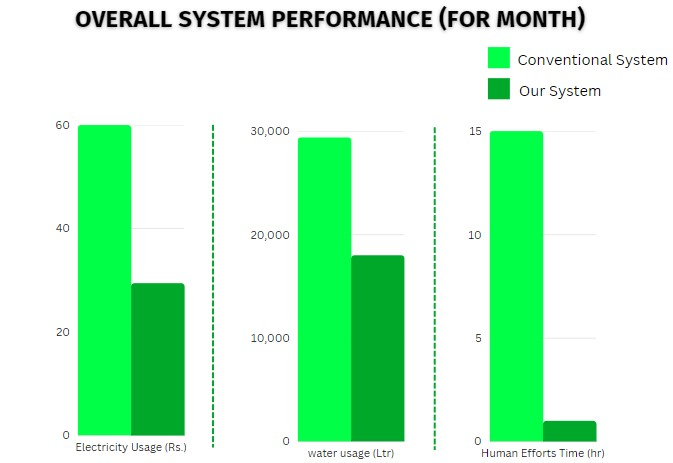 OVERALL SYSTEM PERFORMANCE (FOR MONTH)
Conventional System
Our System
60
40
20
0
Electricity Usage (Rs.)
30,000
20,000
10,000
0
water usage (Ltr)
15
10
5
0
Human Efforts Time (hr)